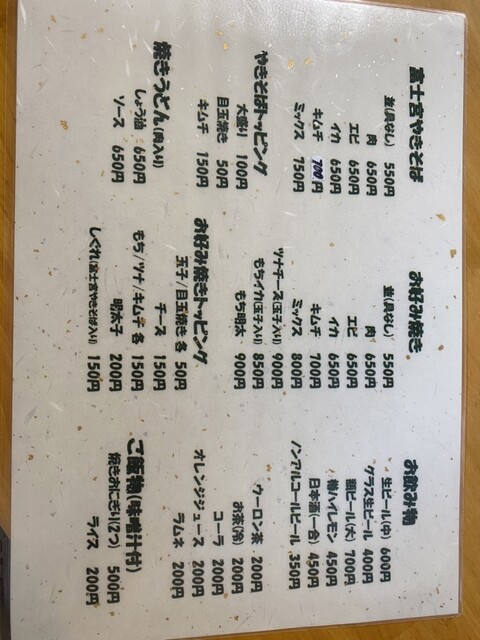 富士宮やきそば
並(具なし) 550円
肉 650円
エビ 650円
イカ 650円
キムチ 700円
ミックス 750円
やきそばトッピング
大盛り 100円
目玉焼き 50円
キムチ 150円
焼きうどん(肉入り)
しょう油 650円
ソース 650円
お好み焼き
並(具なし) 550円
肉 650円
エビ 650円
イカ 650円
キムチ 700円
ミックス 800円
ツナチーズ(玉子入り) 900円
もちイカ(玉子入り) 850円
もち明太 900円
お好み焼きトッピング
玉子/目玉焼き 各 50円
チーズ 150円
もち/ツナ/キムチ 各 150円
明太子 200円
しぐれ(富士宮やきそば入り) 150円
お飲み物
生ビール(中) 600円
グラス生ビール 400円
瓶ビール(大) 700円
樽ハイレモン 450円
日本酒(一合) 450円
ノンアルコールビール 350円
ウーロン茶 200円
お茶(冷) 200円
コーラ 200円
オレンジジュース 200円
ラムネ 200円
ご飯物(味噌汁付)
焼きおにぎり(2つ) 500円
ライス 200円